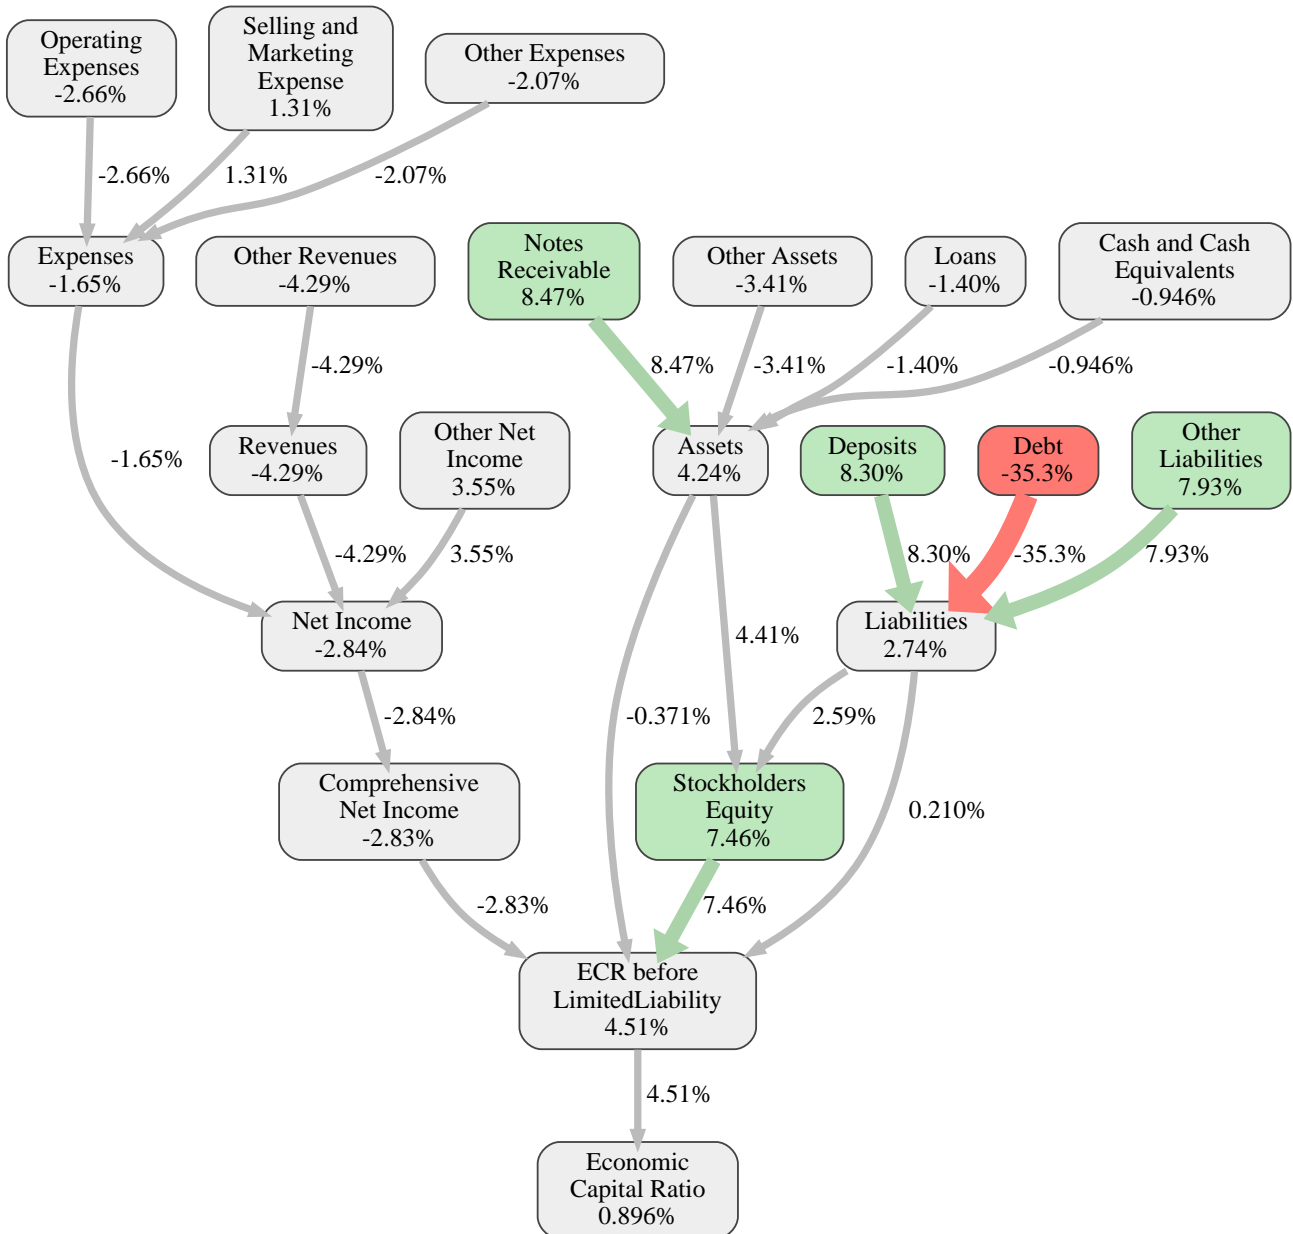 Operating
Expenses
-2.66%
Selling and
Marketing
Expense
1.31%
Other Expenses
-2.07%
-2.66%
1.31%
-2.07%
Expenses
-1.65%
Other Revenues
-4.29%
Notes
Receivable
8.47%
Other Assets
-3.41%
Loans
-1.40%
Cash and Cash
Equivalents
-0.946%
-4.29%
8.47%
-3.41%
-1.40%
-0.946%
-1.65%
Revenues
-4.29%
Other Net
Income
3.55%
Assets
4.24%
Deposits
8.30%
Debt
-35.3%
Other
Liabilities
7.93%
-4.29%
3.55%
8.30%
-35.3%
7.93%
Net Income
-2.84%
4.41%
Liabilities
2.74%
-2.84%
-0.371%
2.59%
Comprehensive
Net Income
-2.83%
Stockholders
Equity
7.46%
0.210%
-2.83%
7.46%
ECR before
LimitedLiability
4.51%
4.51%
Economic
Capital Ratio
0.896%